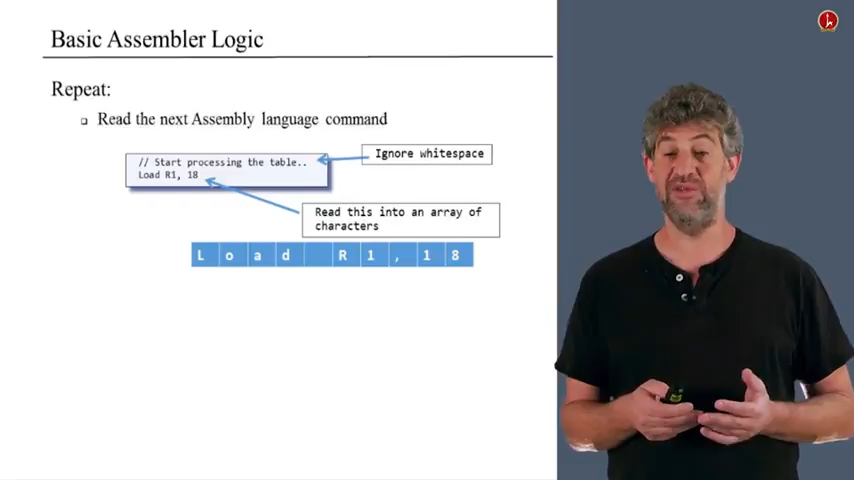 Basic Assembler Logic
Repeat:
Read the next Assembly language command
// Start processing the table..
Ignore whitespace
Load R1, 18
Read this into an array of
characters
L o a d R 1 , 1 8